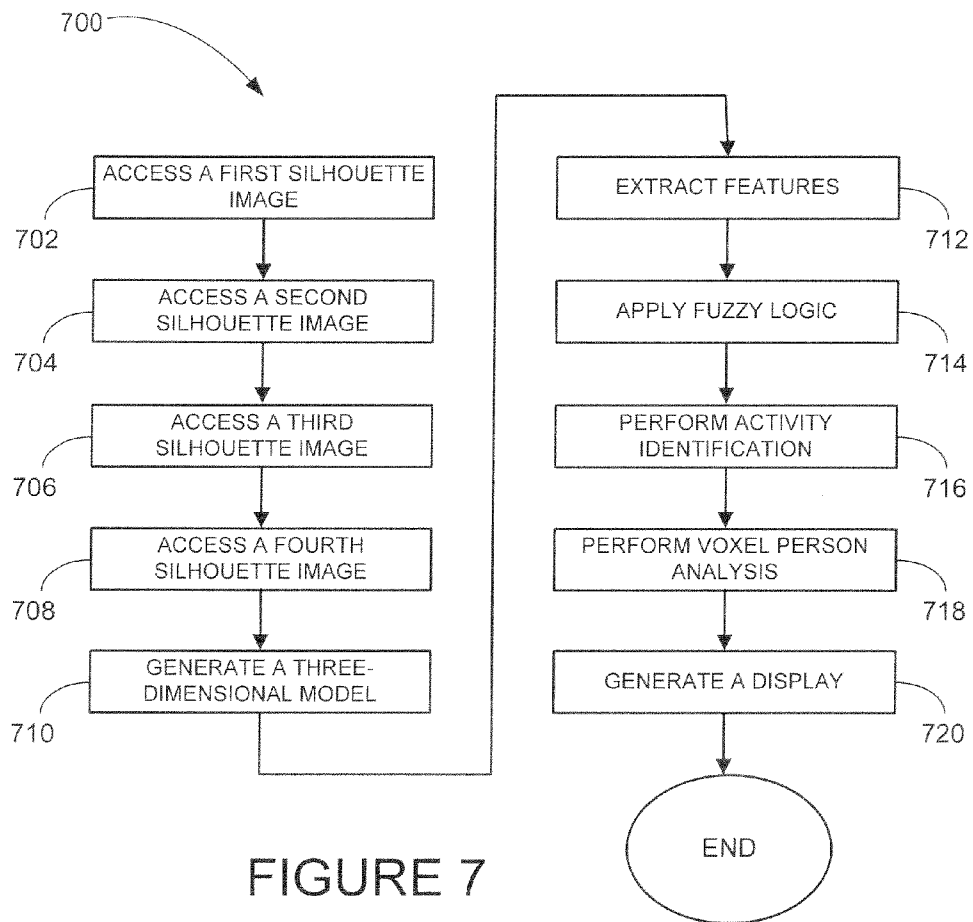 700
ACCESS A FIRST SILHOUETTE
IMAGE
702
ACCESS A SECOND
SILHOUETTE IMAGE
704
ACCESS A THIRD
SILHOUETTE IMAGE
706
ACCESS A FOURTH
SILHOUETTE IMAGE
708
GENERATE A THREE-
DIMENSIONAL MODEL
710
EXTRACT FEATURES
712
APPLY FUZZY LOGIC
714
PERFORM ACTIVITY
IDENTIFICATION
716
PERFORM VOXEL PERSON
ANALYSIS
718
GENERATE A DISPLAY
720
END
FIGURE 7